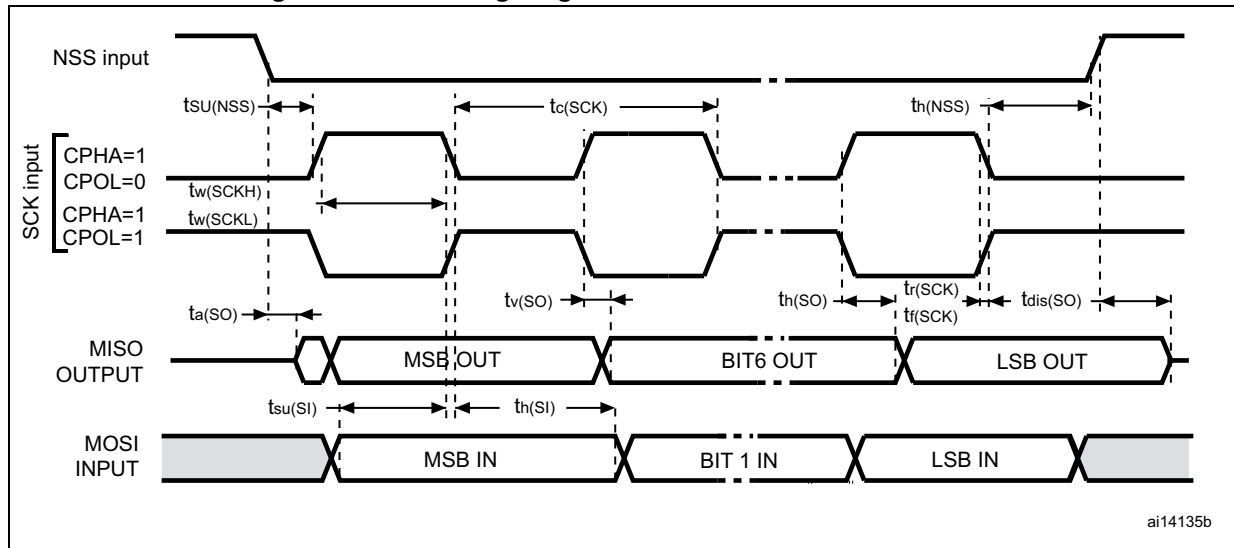 NSS input
tSU(NSS)
tc(SCK)
th(NSS)
SCK input
CPHA=1
CPOL=0
tw(SCKH)
CPHA=1
tw(SCKL)
CPOL=1
ta(SO)
tv(SO)
th(SO)
tr(SCK)
tf(SCK)
tdis(SO)
MISO
OUTPUT
MSB OUT
BIT6 OUT
LSB OUT
tsu(SI)
th(SI)
MOSI
INPUT
MSB IN
BIT 1 IN
LSB IN
ai14135b